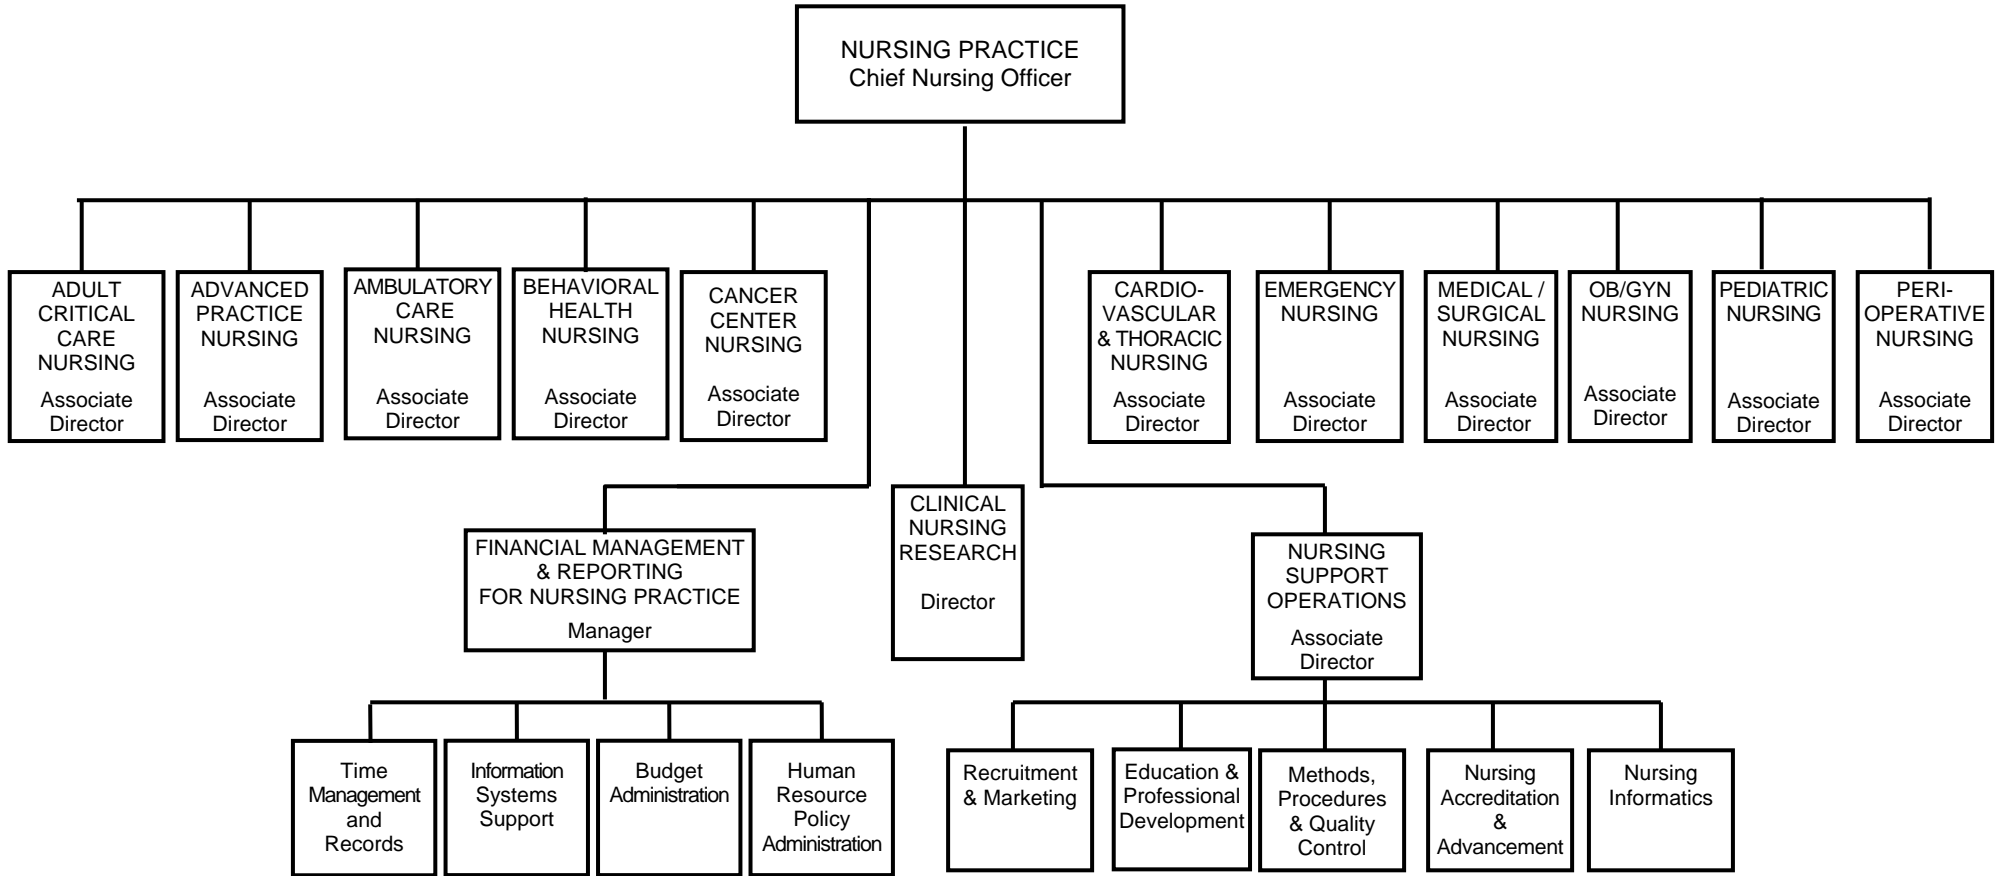 NURSING PRACTICE
Chief Nursing Officer
ADULT
CRITICAL
CARE
NURSING
Associate
Director
ADVANCED
PRACTICE
NURSING
Associate
Director
AMBULATORY
CARE
NURSING
Associate
Director
BEHAVIORAL
HEALTH
NURSING
Associate
Director
CANCER
CENTER
NURSING
Associate
Director
CARDIO-
VASCULAR
& THORACIC
NURSING
Associate
Director
EMERGENCY
NURSING
Associate
Director
MEDICAL /
SURGICAL
NURSING
Associate
Director
OB/GYN
NURSING
Associate
Director
PEDIATRIC
NURSING
Associate
Director
PERI-
OPERATIVE
NURSING
Associate
Director
FINANCIAL MANAGEMENT
& REPORTING
FOR NURSING PRACTICE
Manager
CLINICAL
NURSING
RESEARCH
Director
NURSING
SUPPORT
OPERATIONS
Associate
Director
Time
Management
and
Records
Information
Systems
Support
Budget
Administration
Human
Resource
Policy
Administration
Recruitment
& Marketing
Education &
Professional
Development
Methods,
Procedures
& Quality
Control
Nursing
Accreditation
&
Advancement
Nursing
Informatics